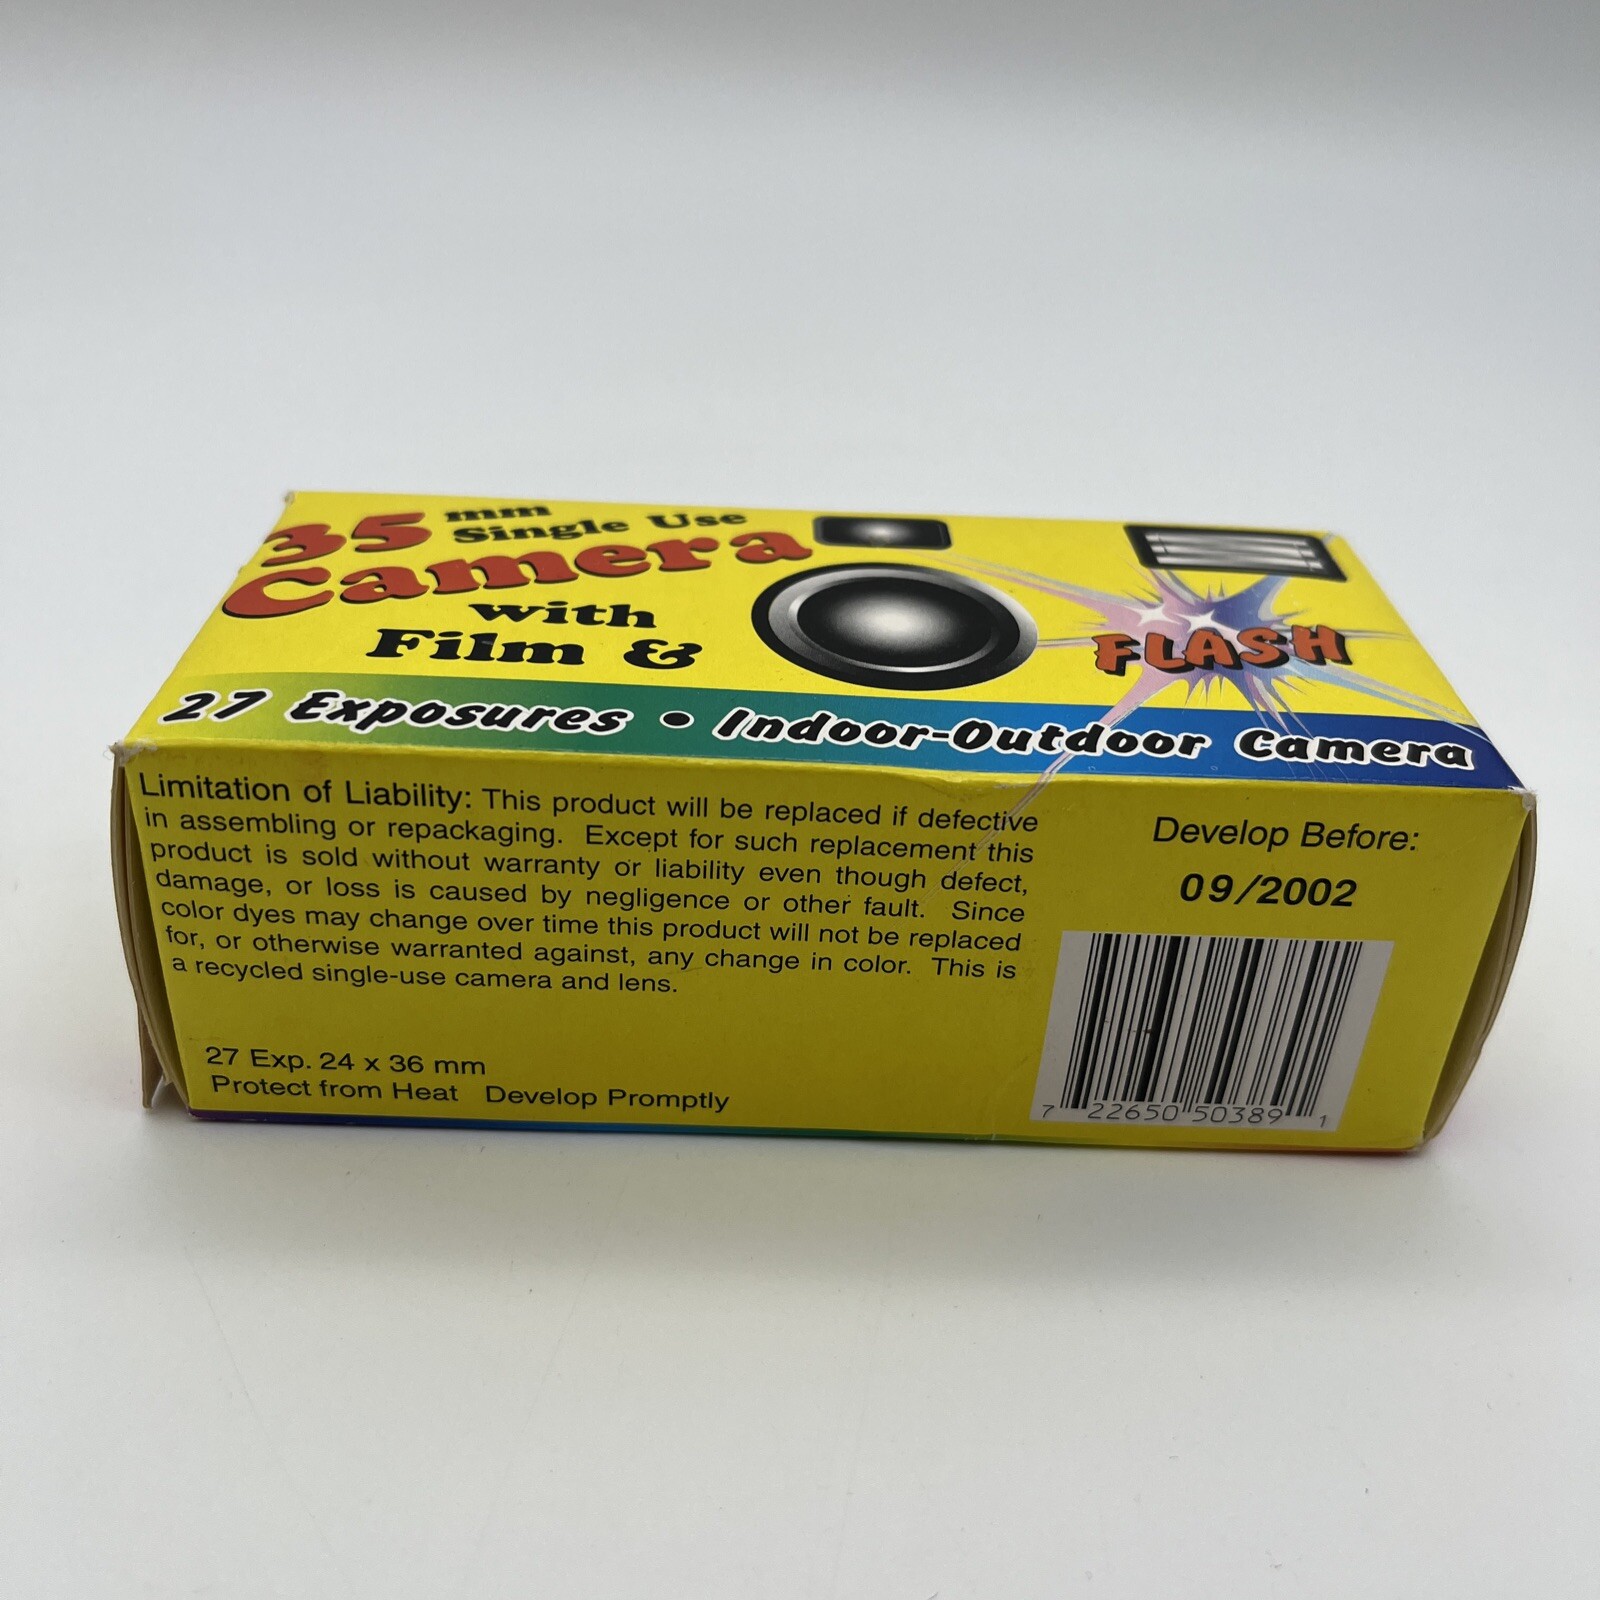 35 mm
Single Use
Camera
with
Film &
FLASH
27 Exposures • Indoor-Outdoor Camera
Limitation of Liability: This product will be replaced if defective
in assembling or repackaging. Except for such replacement this
product is sold without warranty or liability even though defect,
damage, or loss is caused by negligence or other fault. Since
color dyes may change over time this product will not be replaced
for, or otherwise warranted against, any change in color. This is
a recycled single-use camera and lens.
27 Exp. 24 x 36 mm
Protect from Heat Develop Promptly
Develop Before:
09/2002
7 22650 50389 1